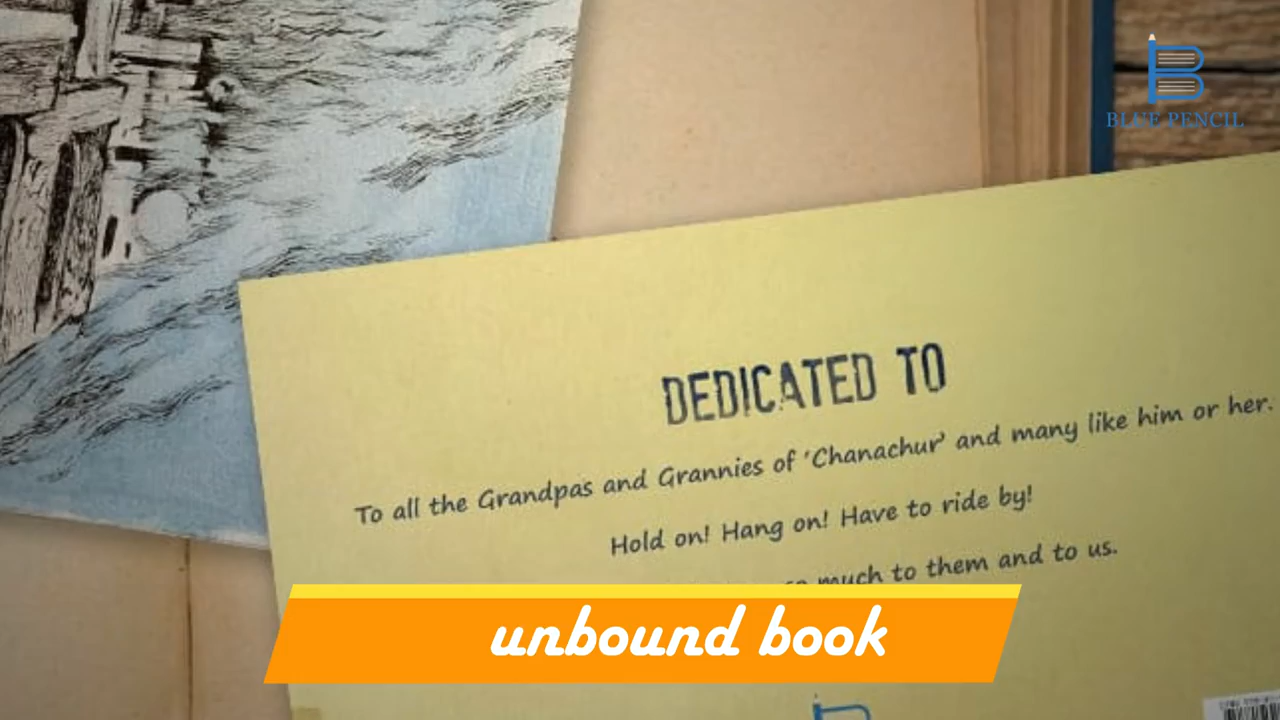 BLUE PENCIL
DEDICATED TO
To all the Grandpas and Grannies of 'Chanachur' and many like him or her.
Hold on! Hang on! Have to ride by!
much to them and to us.
unbound book